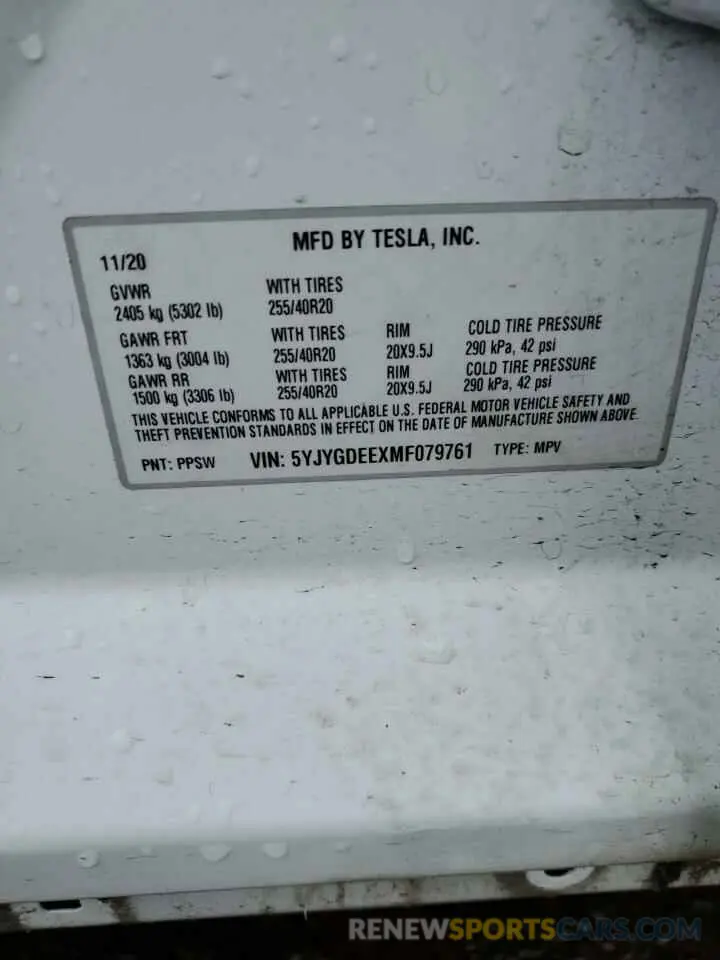 MFD BY TESLA, INC.
11/20
GVWR WITH TIRES
2405 kg (5302 lb) 255/40R20
GAWR FRT WITH TIRES RIM COLD TIRE PRESSURE
1363 kg (3004 lb) 255/40R20 20X9.5J 290 kPa, 42 psi
GAWR RR WITH TIRES RIM COLD TIRE PRESSURE
1500 kg (3306 lb) 255/40R20 20X9.5J 290 kPa, 42 psi
THIS VEHICLE CONFORMS TO ALL APPLICABLE U.S. FEDERAL MOTOR VEHICLE SAFETY AND
THEFT PREVENTION STANDARDS IN EFFECT ON THE DATE OF MANUFACTURE SHOWN ABOVE.
PNT: PPSW VIN: 5YJYGDEEXMF079761 TYPE: MPV
RENEWSPORTSCARS.COM